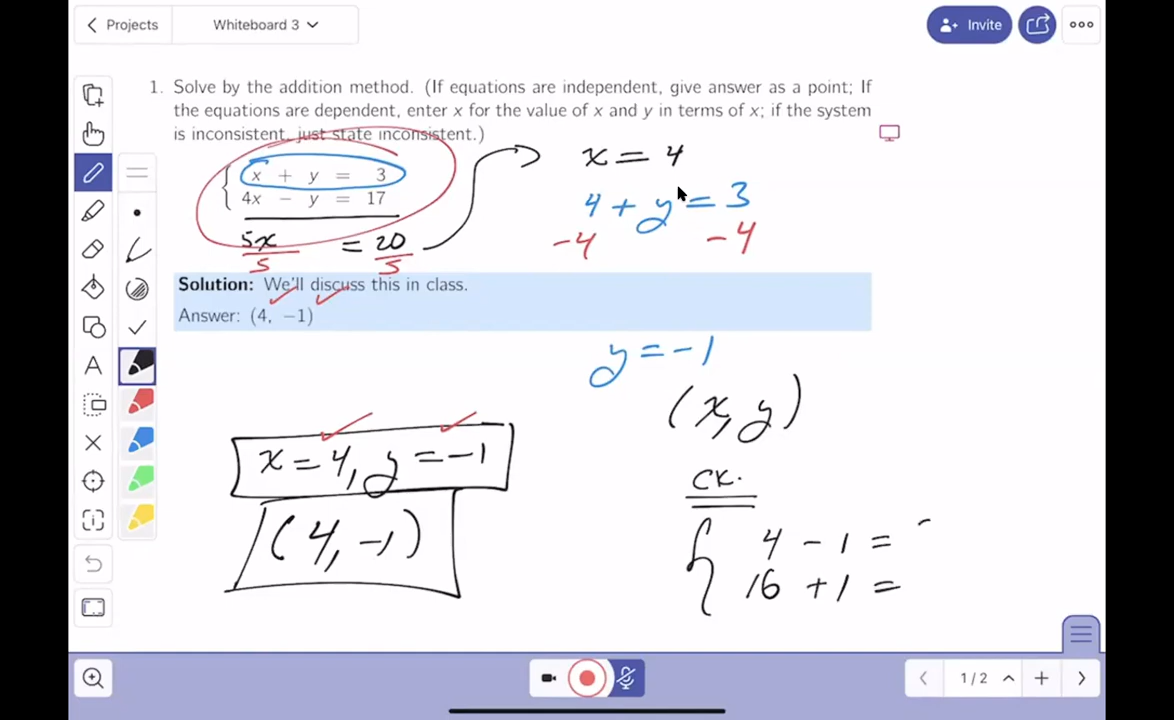 Projects
Whiteboard 3
Invite
1. Solve by the addition method. (If equations are independent, give answer as a point; If
the equations are dependent, enter x for the value of x and y in terms of x; if the system
is inconsistent, just state inconsistent.)
x + y = 3
4x − y = 17
5x = 20
5 5
x = 4
4 + y = 3
-4 -4
Solution: We'll discuss this in class.
Answer: (4, −1)
y = -1
(x, y)
x = 4, y = -1
(4, -1)
CK.
4 - 1 =
16 + 1 =
A
1/2